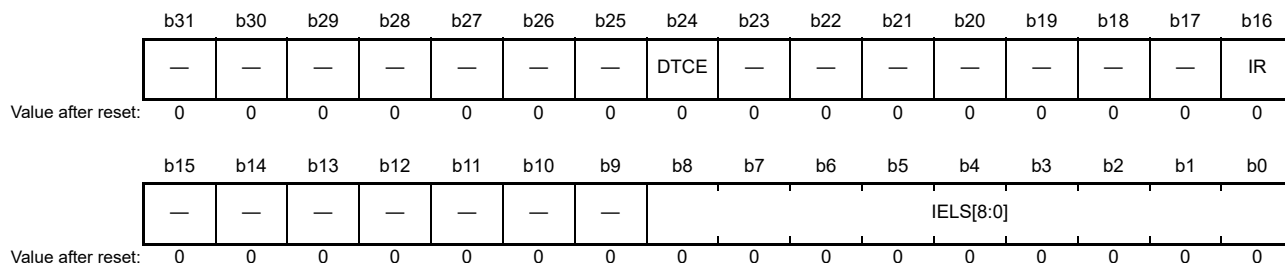 b31 b30 b29 b28 b27 b26 b25 b24 b23 b22 b21 b20 b19 b18 b17 b16
— — — — — — — DTCE — — — — — — — IR
Value after reset: 0 0 0 0 0 0 0 0 0 0 0 0 0 0 0 0
b15 b14 b13 b12 b11 b10 b9 b8 b7 b6 b5 b4 b3 b2 b1 b0
— — — — — — — IELS[8:0]
Value after reset: 0 0 0 0 0 0 0 0 0 0 0 0 0 0 0 0